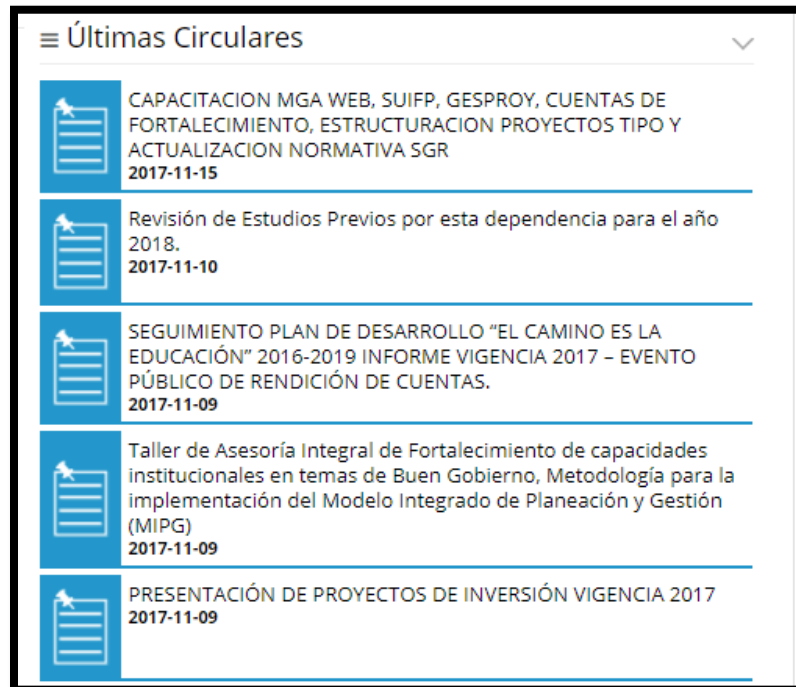 Últimas Circulares
CAPACITACION MGA WEB, SUIFP, GESPROY, CUENTAS DE
FORTALECIMIENTO, ESTRUCTURACION PROYECTOS TIPO Y
ACTUALIZACION NORMATIVA SGR
2017-11-15
Revisión de Estudios Previos por esta dependencia para el año
2018.
2017-11-10
SEGUIMIENTO PLAN DE DESARROLLO “EL CAMINO ES LA
EDUCACIÓN” 2016-2019 INFORME VIGENCIA 2017 – EVENTO
PÚBLICO DE RENDICIÓN DE CUENTAS.
2017-11-09
Taller de Asesoría Integral de Fortalecimiento de capacidades
institucionales en temas de Buen Gobierno, Metodología para la
implementación del Modelo Integrado de Planeación y Gestión
(MIPG)
2017-11-09
PRESENTACIÓN DE PROYECTOS DE INVERSIÓN VIGENCIA 2017
2017-11-09